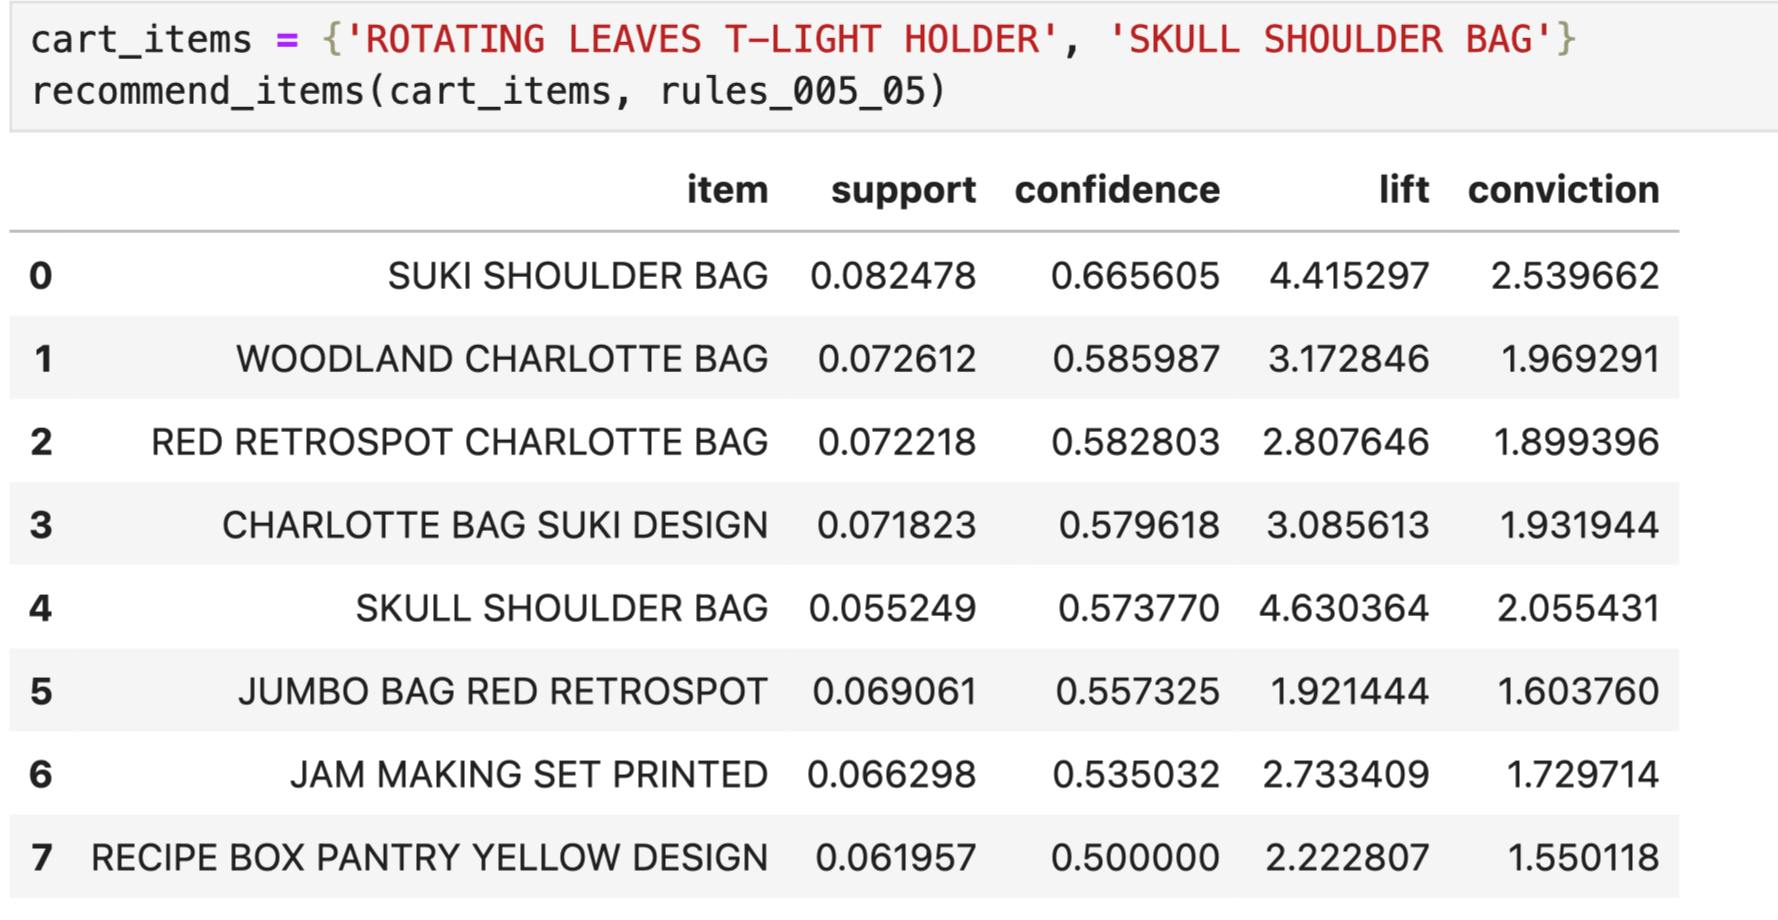 cart_items = {'ROTATING LEAVES T-LIGHT HOLDER', 'SKULL SHOULDER BAG'}
recommend_items(cart_items, rules_005_05)
item support confidence lift conviction
0 SUKI SHOULDER BAG 0.082478 0.665605 4.415297 2.539662
1 WOODLAND CHARLOTTE BAG 0.072612 0.585987 3.172846 1.969291
2 RED RETROSPOT CHARLOTTE BAG 0.072218 0.582803 2.807646 1.899396
3 CHARLOTTE BAG SUKI DESIGN 0.071823 0.579618 3.085613 1.931944
4 SKULL SHOULDER BAG 0.055249 0.573770 4.630364 2.055431
5 JUMBO BAG RED RETROSPOT 0.069061 0.557325 1.921444 1.603760
6 JAM MAKING SET PRINTED 0.066298 0.535032 2.733409 1.729714
7 RECIPE BOX PANTRY YELLOW DESIGN 0.061957 0.500000 2.222807 1.550118